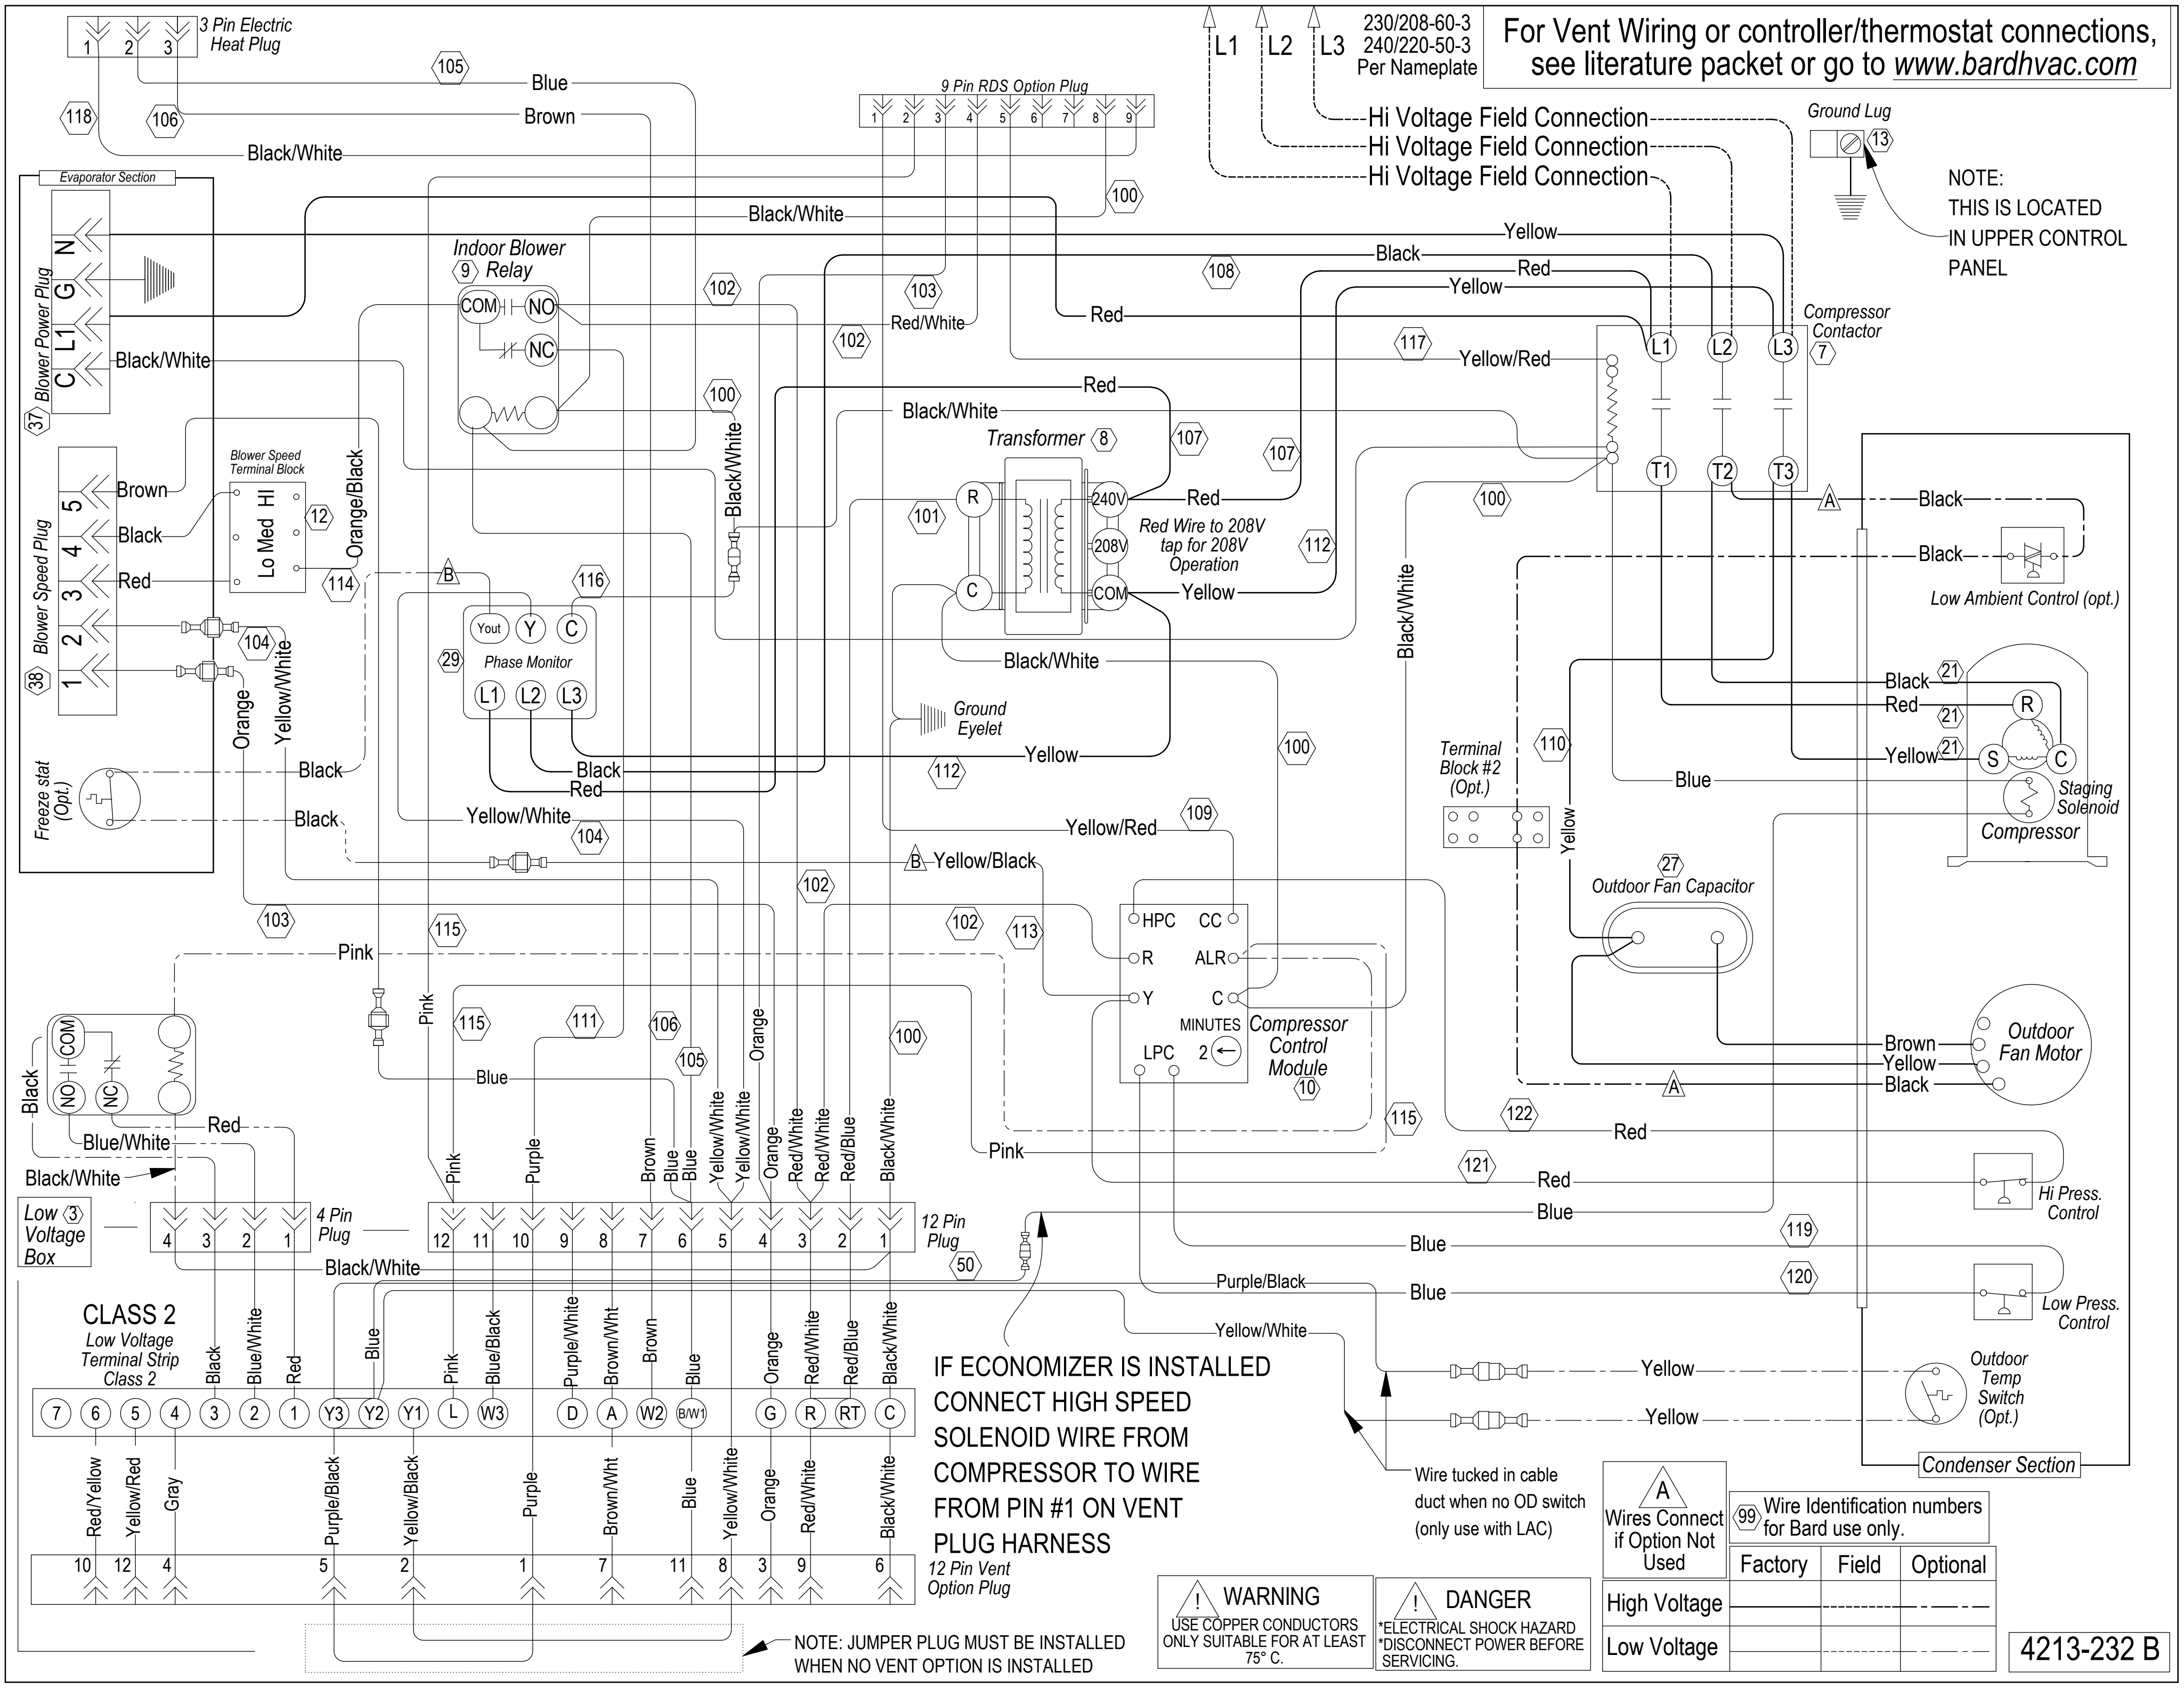 3 Pin Electric
Heat Plug
1 2 3
118
105
Blue
106
Brown
Black/White
9 Pin RDS Option Plug
1 2 3 4 5 6 7 8 9
L1 L2 L3
230/208-60-3
240/220-50-3
Per Nameplate
For Vent Wiring or controller/thermostat connections,
see literature packet or go to www.bardhvac.com
Hi Voltage Field Connection
Hi Voltage Field Connection
Hi Voltage Field Connection
Ground Lug
13
NOTE:
THIS IS LOCATED
IN UPPER CONTROL
PANEL
Evaporator Section
N
G
L1
C
Blower Power Plug
37
Black/White
100
Black/White
Indoor Blower
Relay
9
COM NO
NC
102
103
Red/White
102
Yellow
Black
108
Red
Yellow
Red
117
Yellow/Red
Compressor
Contactor
7
L1 L2 L3
T1 T2 T3
5
4
3
2
1
Blower Speed Plug
38
Brown
Black
Red
Blower Speed
Terminal Block
Lo Med HI
12
114
Orange/Black
100
Black/White
Red
Black/White
Transformer
8
107
107
R
C
240V
208V
COM
101
Red
Red Wire to 208V
tap for 208V
Operation
112
Yellow
100
Black/White
A
Black
Black
Low Ambient Control (opt.)
104
Yellow/White
Orange
B
116
Yout Y C
Phase Monitor
29
L1 L2 L3
Black/White
Ground
Eyelet
Yellow
112
Black
Red
100
Freeze stat
(Opt.)
Black
Black
Yellow/White
104
B
Yellow/Black
Yellow/Red
109
Terminal
Block #2
(Opt.)
110
Yellow
Black
21
Red
21
Yellow
21
R
S
C
Blue
Staging
Solenoid
Compressor
27
Outdoor Fan Capacitor
103
115
Pink
102
102
113
HPC CC
R ALR
Y C
MINUTES
LPC 2
Compressor
Control
Module
10
Outdoor
Fan Motor
Brown
Yellow
Black
A
COM
NO
NC
Black
Red
Blue/White
Black/White
Pink
115
111
106
105
Blue
Orange
100
115
Pink
122
Red
121
Red
Hi Press.
Control
Blue
119
Blue
120
Blue
Low Press.
Control
Pink
Purple
Brown
Blue
Blue
Yellow/White
Yellow/White
Orange
Red/White
Red/White
Red/Blue
Black/White
Low
3
Voltage
Box
4 3 2 1
4 Pin
Plug
12 11 10 9 8 7 6 5 4 3 2 1
12 Pin
Plug
50
Black/White
Purple/Black
Yellow/White
CLASS 2
Low Voltage
Terminal Strip
Class 2
Black
Blue/White
Red
Blue
Pink
Blue/Black
Purple/White
Brown/Wht
Brown
Blue
Orange
Red/White
Red/Blue
Black/White
7 6 5 4 3 2 1 Y3 Y2 Y1 L W3 D A W2 B/W1 G R RT C
IF ECONOMIZER IS INSTALLED
CONNECT HIGH SPEED
SOLENOID WIRE FROM
COMPRESSOR TO WIRE
FROM PIN #1 ON VENT
PLUG HARNESS
Yellow
Yellow
Outdoor
Temp
Switch
(Opt.)
Condenser Section
Wire tucked in cable
duct when no OD switch
(only use with LAC)
Red/Yellow
Yellow/Red
Gray
Purple/Black
Yellow/Black
Purple
Brown/Wht
Blue
Yellow/White
Orange
Red/White
Black/White
10 12 4 5 2 1 7 11 8 3 9 6
12 Pin Vent
Option Plug
NOTE: JUMPER PLUG MUST BE INSTALLED
WHEN NO VENT OPTION IS INSTALLED
! WARNING
USE COPPER CONDUCTORS
ONLY SUITABLE FOR AT LEAST
75° C.
! DANGER
*ELECTRICAL SHOCK HAZARD
*DISCONNECT POWER BEFORE
SERVICING.
A
Wires Connect
if Option Not
Used
99
Wire Identification numbers
for Bard use only.
Factory Field Optional
High Voltage
Low Voltage
4213-232 B